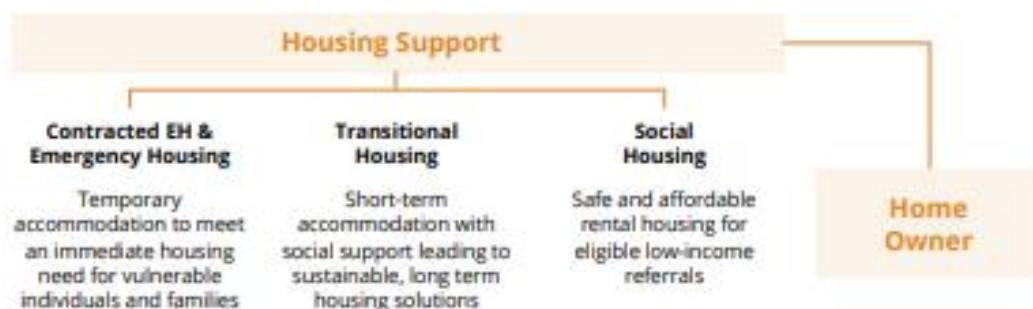 Housing Support
Contracted EH &
Emergency Housing
Temporary
accommodation to meet
an immediate housing
need for vulnerable
individuals and families
Transitional
Housing
Short-term
accommodation with
social support leading to
sustainable, long term
housing solutions
Social
Housing
Safe and affordable
rental housing for
eligible low-income
referrals
Home
Owner